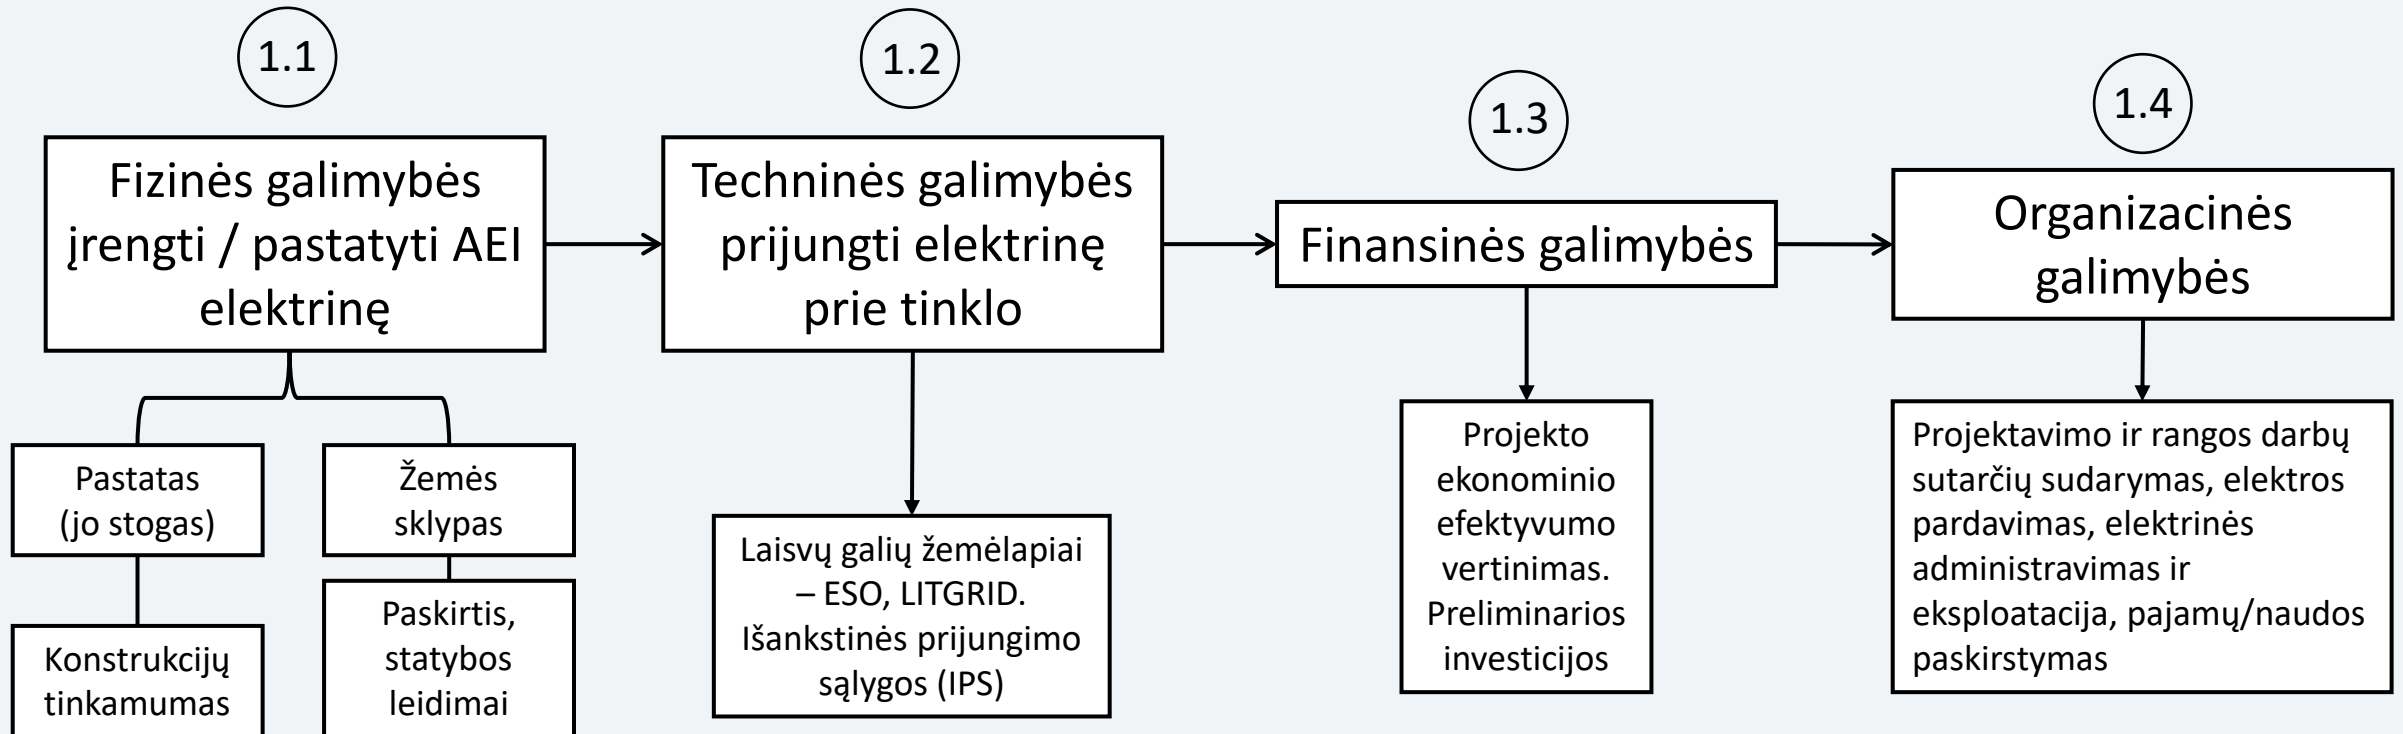 1.1
Fizinės galimybės
įrengti / pastatyti AEI
elektrinę
Pastatas
(jo stogas)
Konstrukcijų
tinkamumas
Žemės
sklypas
Paskirtis,
statybos
leidimai
1.2
Techninės galimybės
prijungti elektrinę
prie tinklo
Laisvų galių žemėlapiai
– ESO, LITGRID.
Išankstinės prijungimo
sąlygos (IPS)
1.3
Finansinės galimybės
Projekto
ekonominio
efektyvumo
vertinimas.
Preliminarios
investicijos
1.4
Organizacinės
galimybės
Projektavimo ir rangos darbų
sutarčių sudarymas, elektros
pardavimas, elektrinės
administravimas ir
eksploatacija, pajamų/naudos
paskirstymas